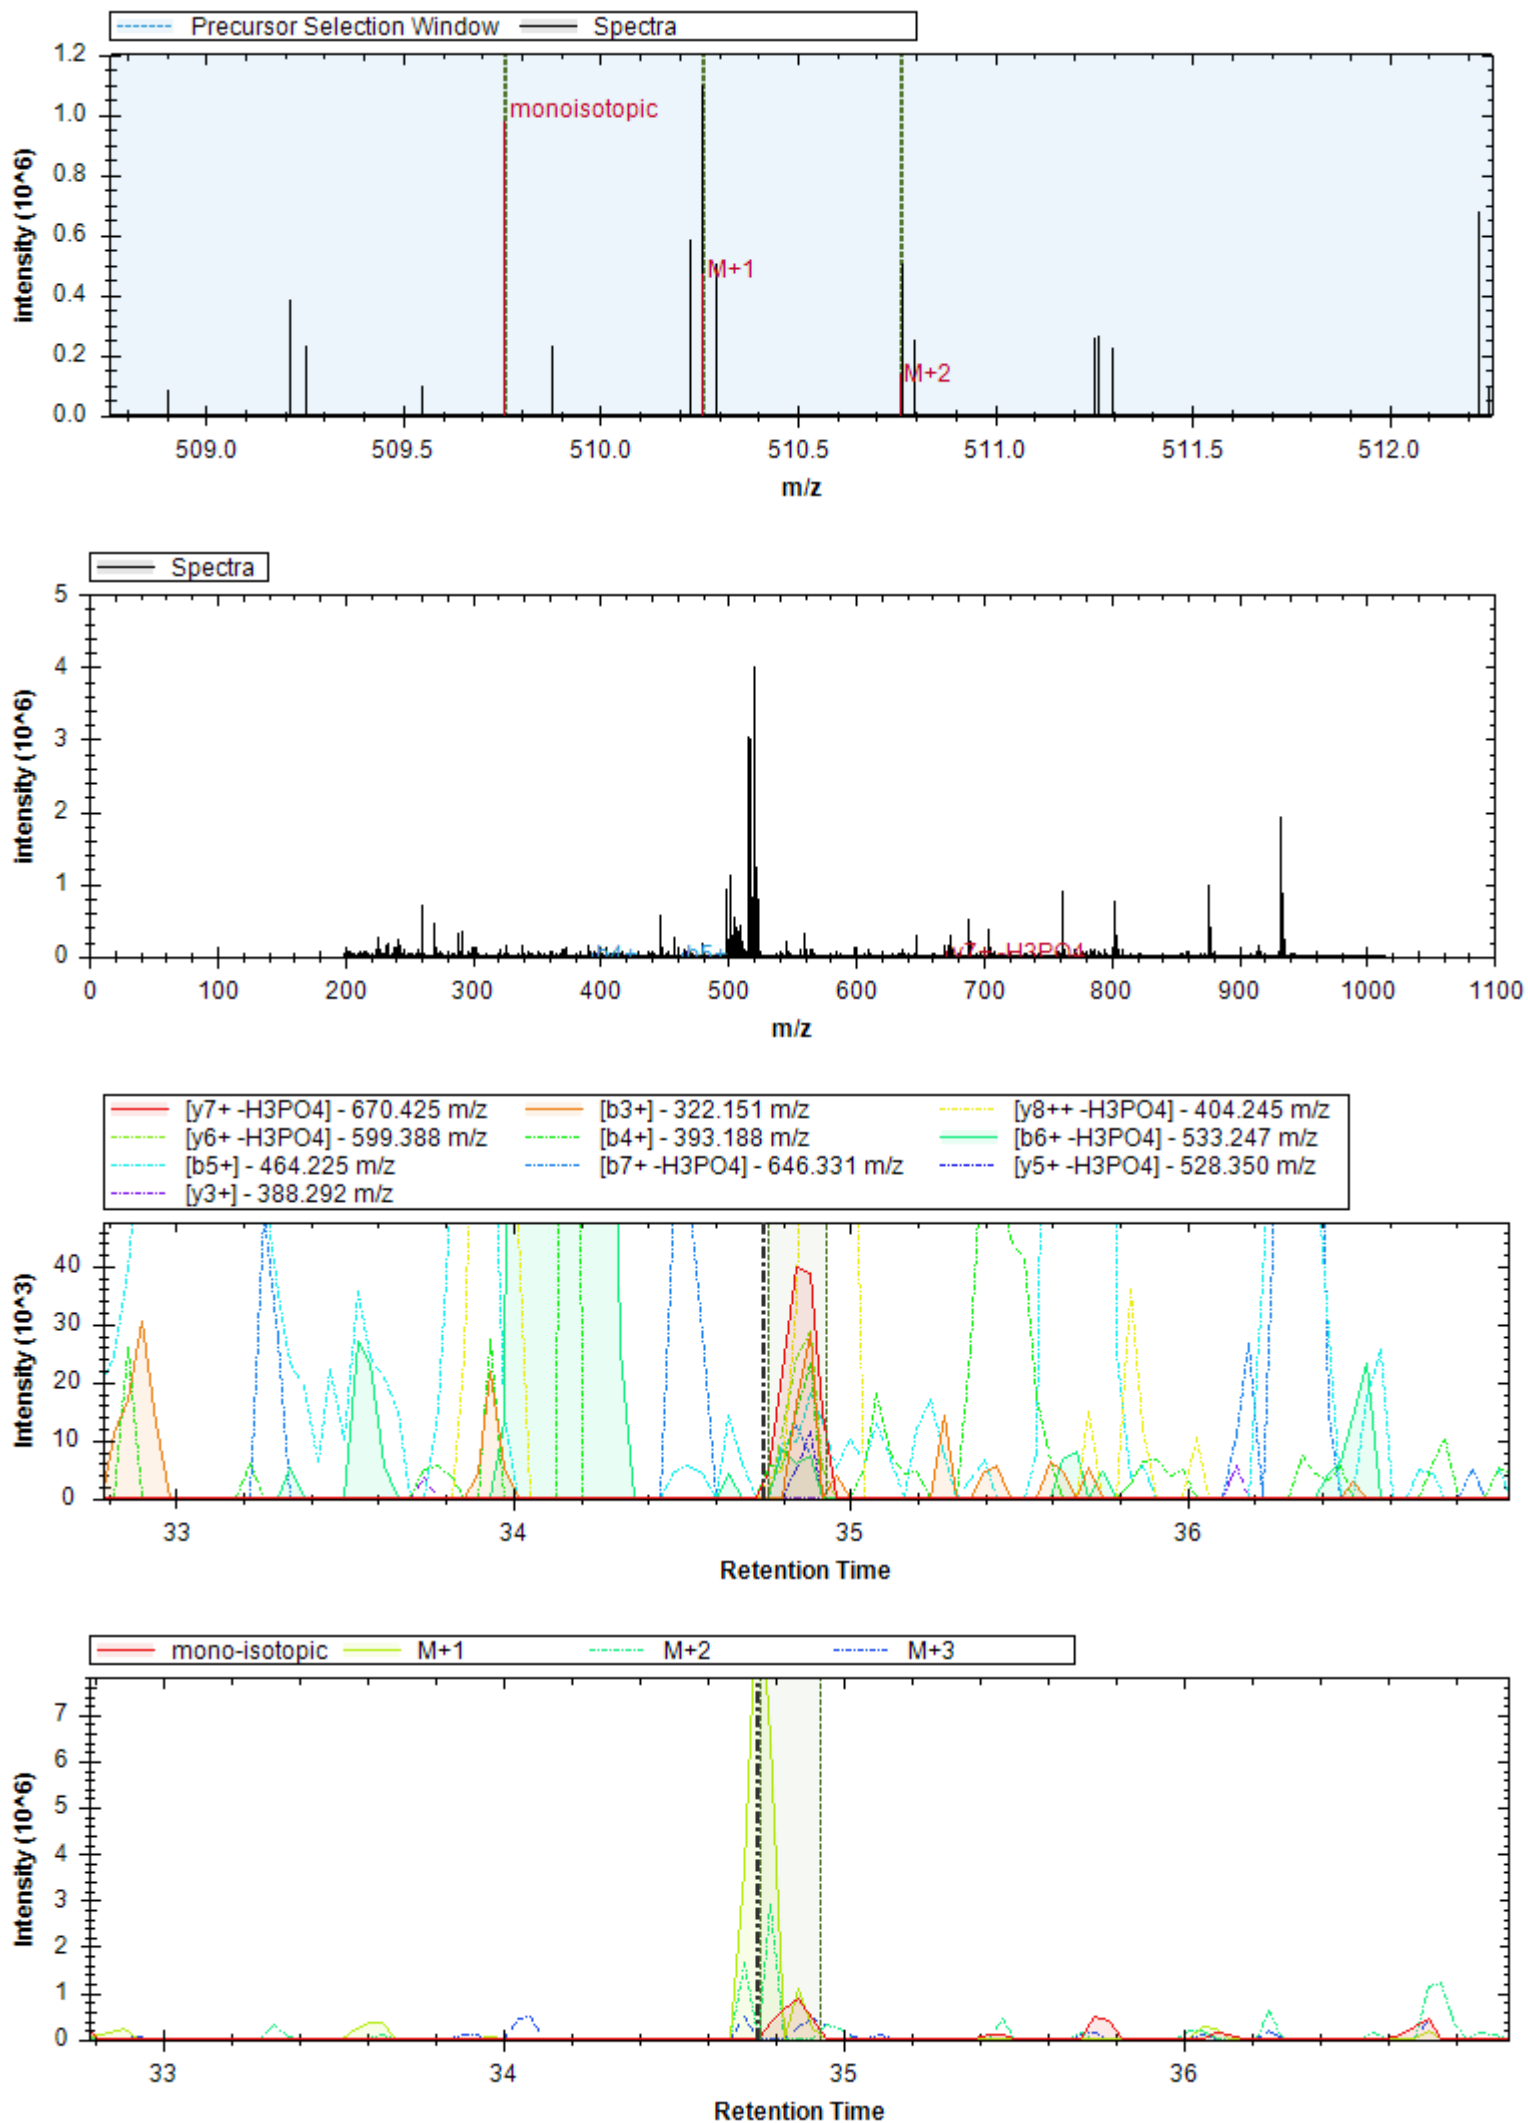 Precursor Selection Window Spectra
1.2
1.0
0.8
0.6
0.4
0.2
0.0
intensity (10^6)
monoisotopic
M+1
M+2
509.0 509.5 510.0 510.5 511.0 511.5 512.0
m/z
Spectra
5
4
3
2
1
0
intensity (10^6)
b4+ b5+ y7+ -H3PO4
0 100 200 300 400 500 600 700 800 900 1000 1100
m/z
[y7+ -H3PO4] - 670.425 m/z [b3+] - 322.151 m/z [y8++ -H3PO4] - 404.245 m/z
[y6+ -H3PO4] - 599.388 m/z [b4+] - 393.188 m/z [b6+ -H3PO4] - 533.247 m/z
[b5+] - 464.225 m/z [b7+ -H3PO4] - 646.331 m/z [y5+ -H3PO4] - 528.350 m/z
[y3+] - 388.292 m/z
40
30
20
10
0
Intensity (10^3)
33 34 35 36
Retention Time
mono-isotopic M+1 M+2 M+3
7
6
5
4
3
2
1
0
Intensity (10^6)
33 34 35 36
Retention Time